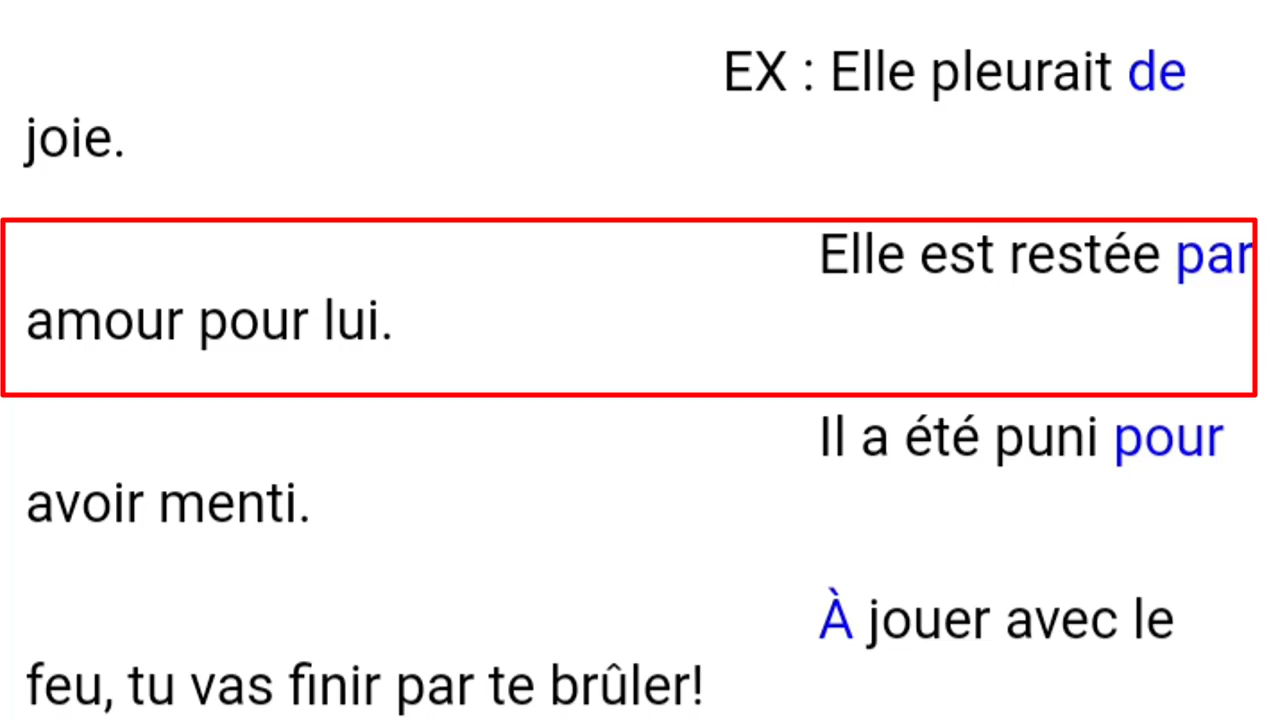 EX : Elle pleurait de
joie.
Elle est restée par
amour pour lui.
Il a été puni pour
avoir menti.
À jouer avec le
feu, tu vas finir par te brûler!